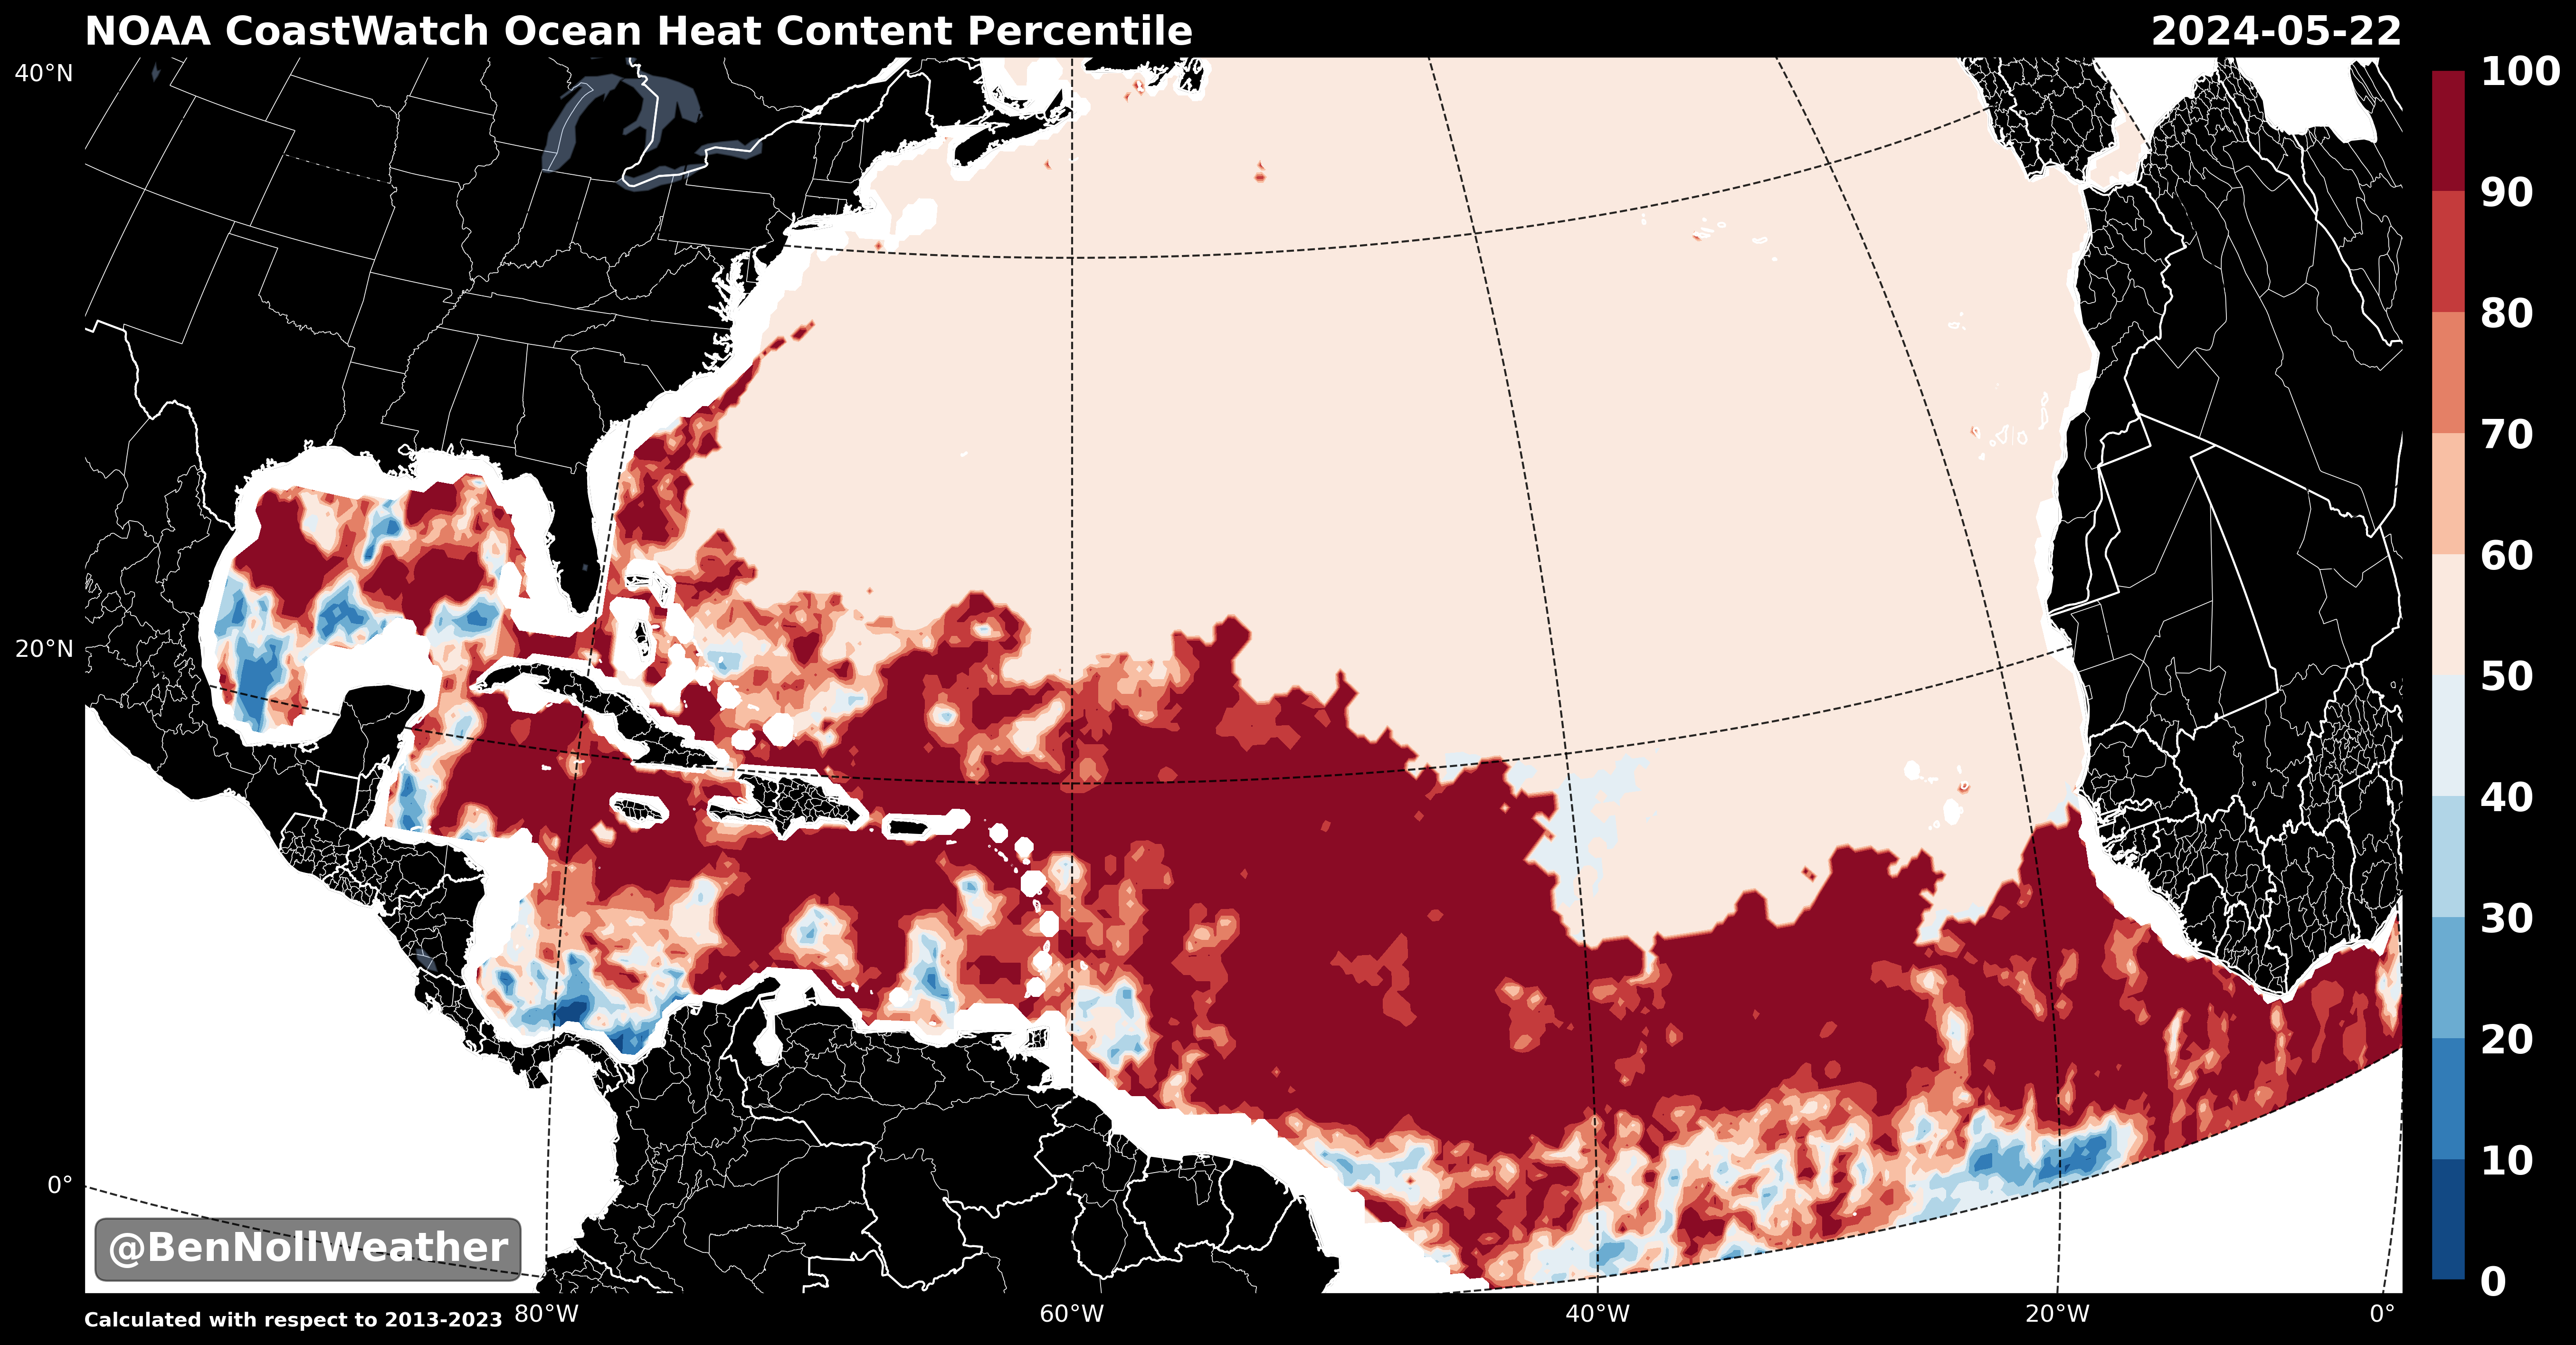 NOAA CoastWatch Ocean Heat Content Percentile 2024-05-22
40°N
20°N
0°
100
90
80
70
60
50
40
30
20
10
0
@BenNollWeather
Calculated with respect to 2013-2023
80°W 60°W 40°W 20°W 0°